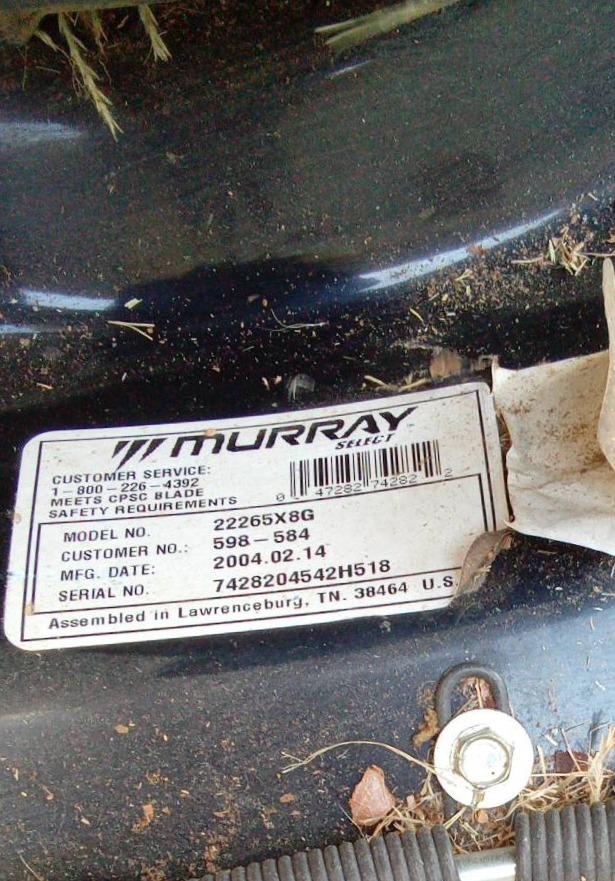 MURRAY
SELECT
CUSTOMER SERVICE:
1-800-226-4392
MEETS CPSC BLADE
SAFETY REQUIREMENTS
0 47282 74282 2
MODEL NO. 22265X8G
CUSTOMER NO.: 598-584
MFG. DATE: 2004.02.14
SERIAL NO. 7428204542H518
Assembled in Lawrenceburg, TN. 38464 U.S.